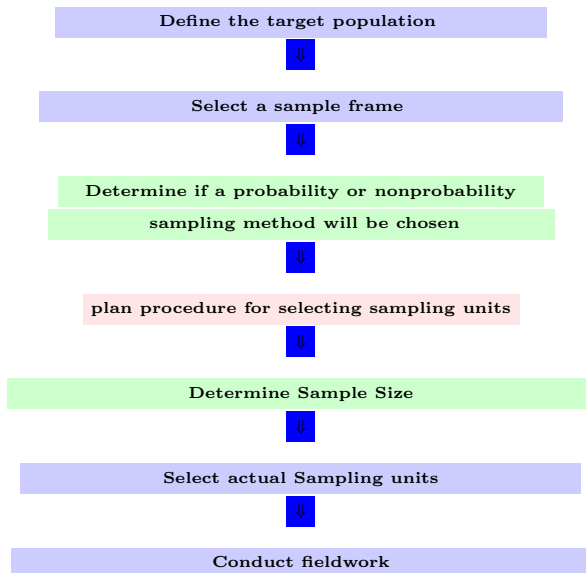 Define the target population
⇓
Select a sample frame
⇓
Determine if a probability or nonprobability
sampling method will be chosen
⇓
plan procedure for selecting sampling units
⇓
Determine Sample Size
⇓
Select actual Sampling units
⇓
Conduct fieldwork